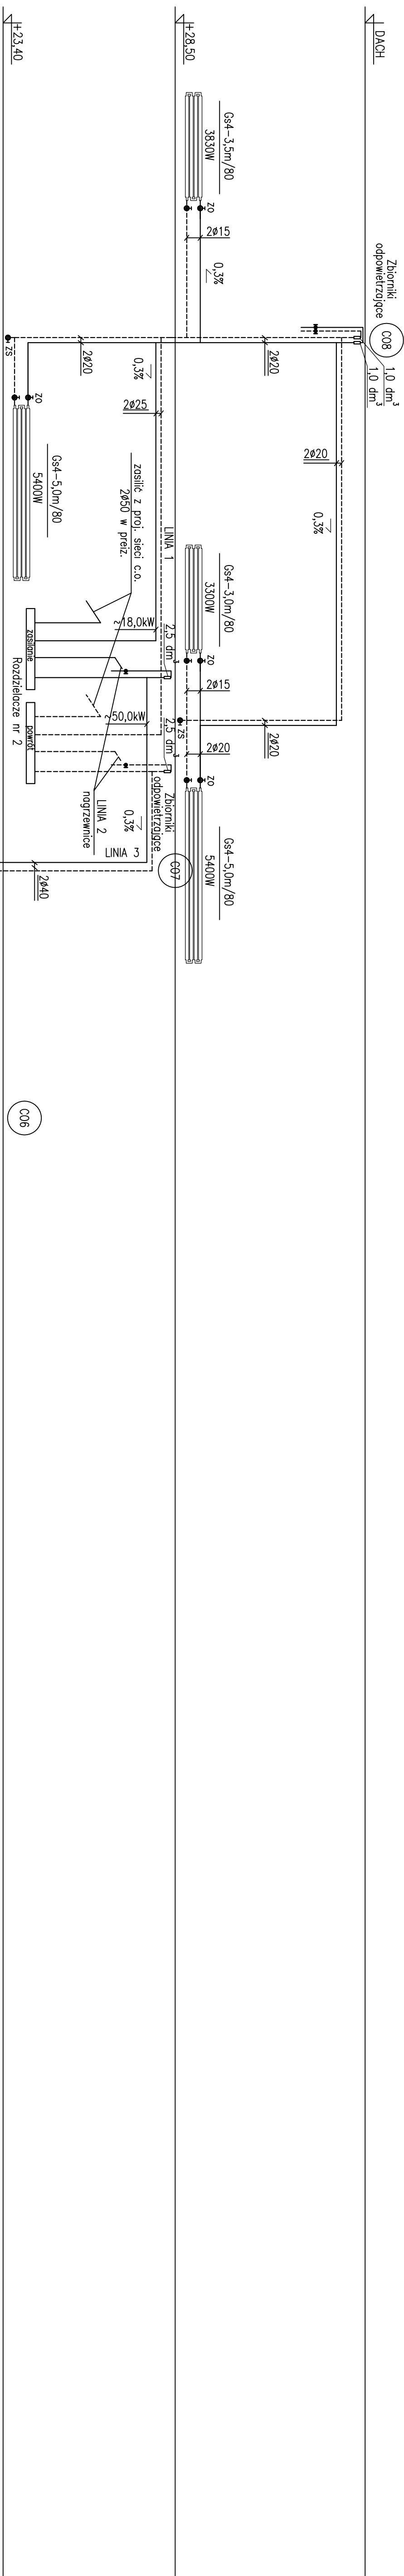 DACH
+28,50
+23,40
Zbiorniki
odpowietrzające
CO8
1,0 dm³
1,0 dm³
Gs4-3,5m/80
3830W
ZO
2ø15
0,3%
2ø20
2ø20
0,3%
Gs4-3,0m/80
3300W
ZO
2ø15
ZS
2ø20
2ø20
ZO
Gs4-5,0m/80
5400W
ZS
2ø20
ZO
Gs4-5,0m/80
5400W
0,3%
2ø25
LINIA 1
zasilić z proj. sieci c.o.
2ø50 w preiz.
~18,0kW
2,5 dm³
~50,0kW
2,5 dm³
Zbiorniki
odpowietrzające
CO7
zasilanie
powrót
Rozdzielacze nr 2
LINIA 2
nagrzewnice
0,3%
LINIA 3
2ø40
CO6